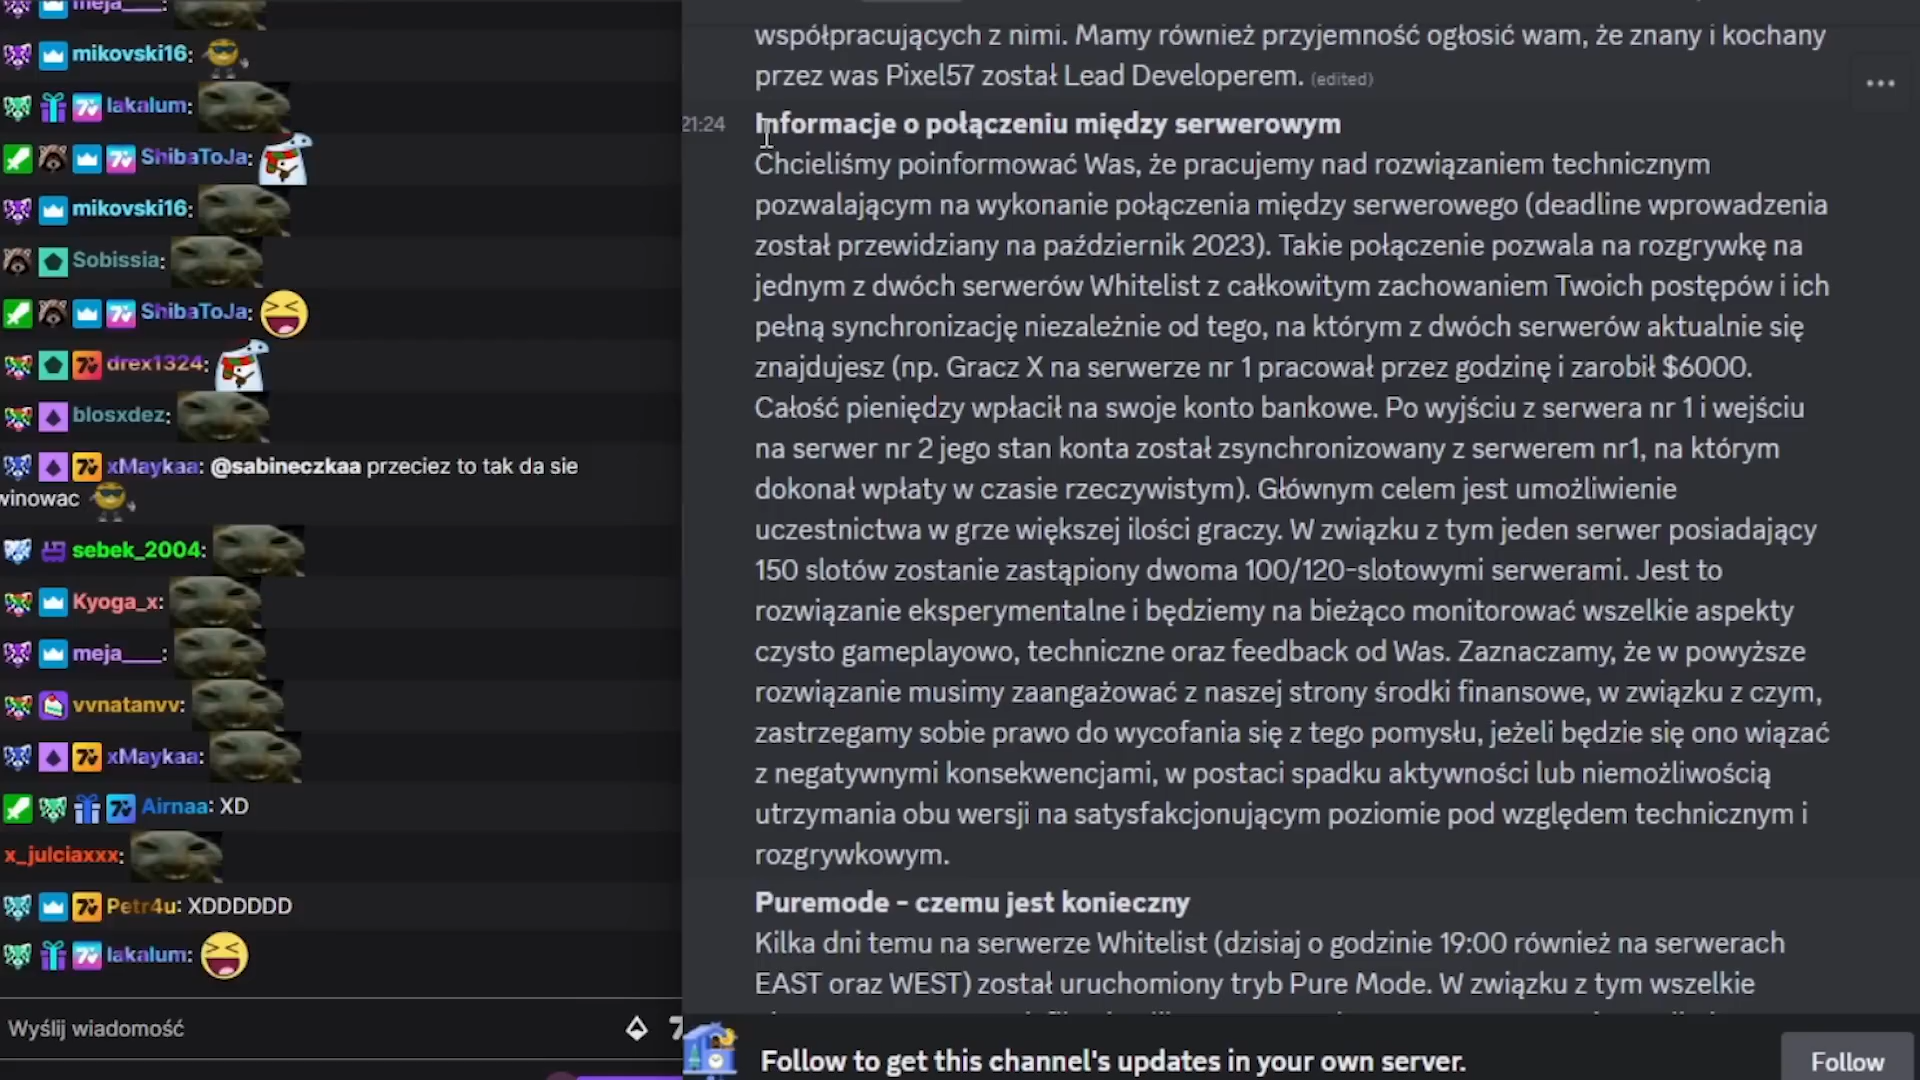 meja____:
mikovski16:
lakalum:
ShibaToJa:
mikovski16:
Sobissia:
ShibaToJa:
drex1324:
blosxdez:
xMaykaa: @sabineczkaa przeciez to tak da sie
winowac
sebek_2004:
Kyoga_x:
meja____:
vvnatanvv:
xMaykaa:
Airnaa: XD
x_julciaxxx:
Petr4u: XDDDDDD
lakalum:
Wyślij wiadomość
współpracujących z nimi. Mamy również przyjemność ogłosić wam, że znany i kochany
przez was Pixel57 został Lead Developerem. (edited)
21:24
Informacje o połączeniu między serwerowym
Chcieliśmy poinformować Was, że pracujemy nad rozwiązaniem technicznym
pozwalającym na wykonanie połączenia między serwerowego (deadline wprowadzenia
został przewidziany na październik 2023). Takie połączenie pozwala na rozgrywkę na
jednym z dwóch serwerów Whitelist z całkowitym zachowaniem Twoich postępów i ich
pełną synchronizację niezależnie od tego, na którym z dwóch serwerów aktualnie się
znajdujesz (np. Gracz X na serwerze nr 1 pracował przez godzinę i zarobił $6000.
Całość pieniędzy wpłacił na swoje konto bankowe. Po wyjściu z serwera nr 1 i wejściu
na serwer nr 2 jego stan konta został zsynchronizowany z serwerem nr1, na którym
dokonał wpłaty w czasie rzeczywistym). Głównym celem jest umożliwienie
uczestnictwa w grze większej ilości graczy. W związku z tym jeden serwer posiadający
150 slotów zostanie zastąpiony dwoma 100/120-slotowymi serwerami. Jest to
rozwiązanie eksperymentalne i będziemy na bieżąco monitorować wszelkie aspekty
czysto gameplayowo, techniczne oraz feedback od Was. Zaznaczamy, że w powyższe
rozwiązanie musimy zaangażować z naszej strony środki finansowe, w związku z czym,
zastrzegamy sobie prawo do wycofania się z tego pomysłu, jeżeli będzie się ono wiązać
z negatywnymi konsekwencjami, w postaci spadku aktywności lub niemożliwością
utrzymania obu wersji na satysfakcjonującym poziomie pod względem technicznym i
rozgrywkowym.
Puremode - czemu jest konieczny
Kilka dni temu na serwerze Whitelist (dzisiaj o godzinie 19:00 również na serwerach
EAST oraz WEST) został uruchomiony tryb Pure Mode. W związku z tym wszelkie
Follow to get this channel's updates in your own server.
Follow